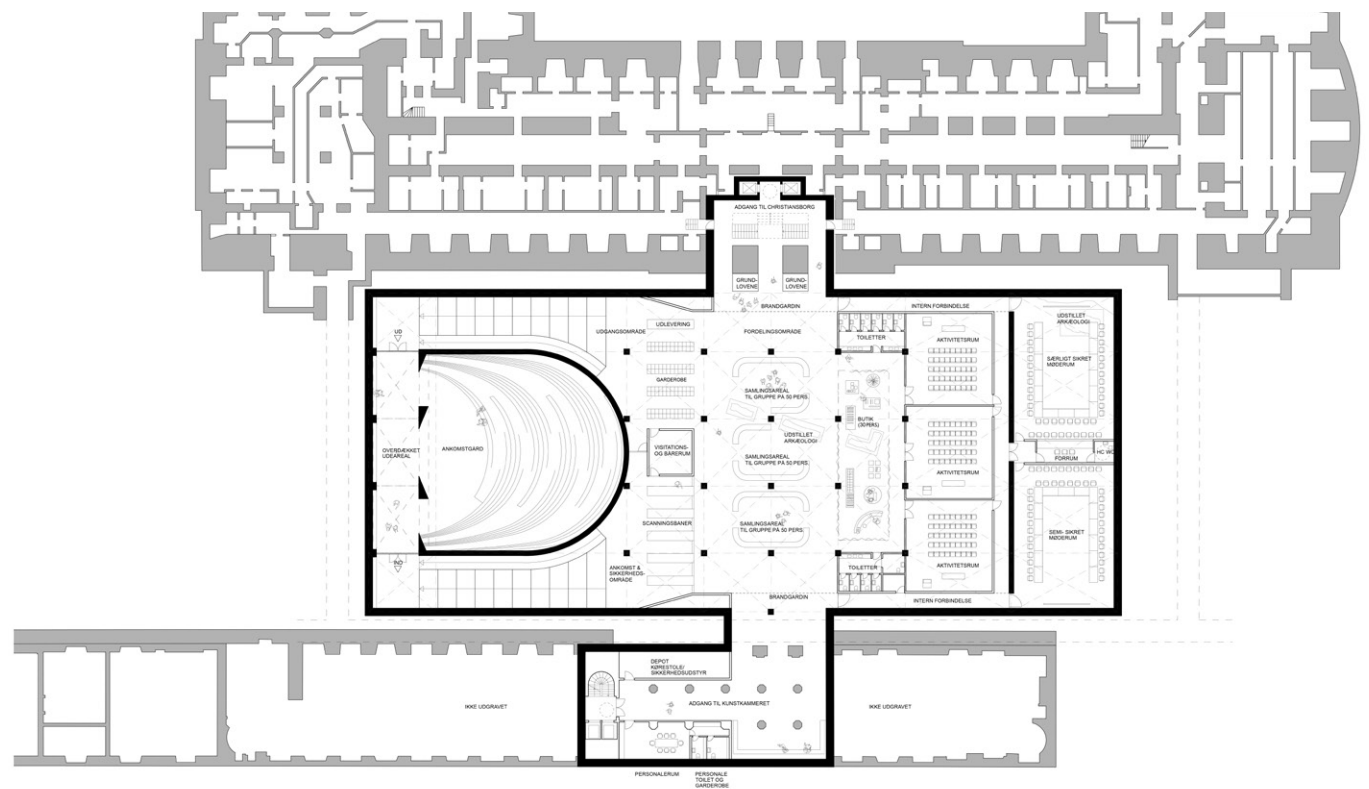 ADGANG TIL CHRISTIANSBORG
GRUND-
LOVENE
GRUND-
LOVENE
BRANDGARDIN
INTERN FORBINDELSE
UDSTILLET
ARKÆOLOGI
UD
UDGANGSOMRÅDE
UDLEVERING
FORDELINGSOMRÅDE
TOILETTER
AKTIVITETSRUM
SÆRLIGT SIKRET
MØDERUM
GARDEROBE
SAMLINGSAREAL
TIL GRUPPE PÅ 50 PERS.
BUTIK
UDSTILLET
ARKÆOLOGI
AKTIVITETSRUM
OVERDÆKKET
UDEAREAL
ANKOMSTGÅRD
VISITATIONS-
OG BÅRERUM
SAMLINGSAREAL
TIL GRUPPE PÅ 50 PERS.
FORRUM
HC WC
AKTIVITETSRUM
SCANNINGSBANER
SAMLINGSAREAL
TIL GRUPPE PÅ 50 PERS.
SEMI- SIKRET
MØDERUM
IND
ANKOMST &
SIKKERHEDS-
OMRÅDE
TOILETTER
AKTIVITETSRUM
BRANDGARDIN
INTERN FORBINDELSE
DEPOT
KØRESTOLE/
SIKKERHEDSUDSTYR
IKKE UDGRAVET
ADGANG TIL KUNSTKAMMERET
IKKE UDGRAVET
PERSONALERUM
PERSONALE
TOILET OG
GARDEROBE